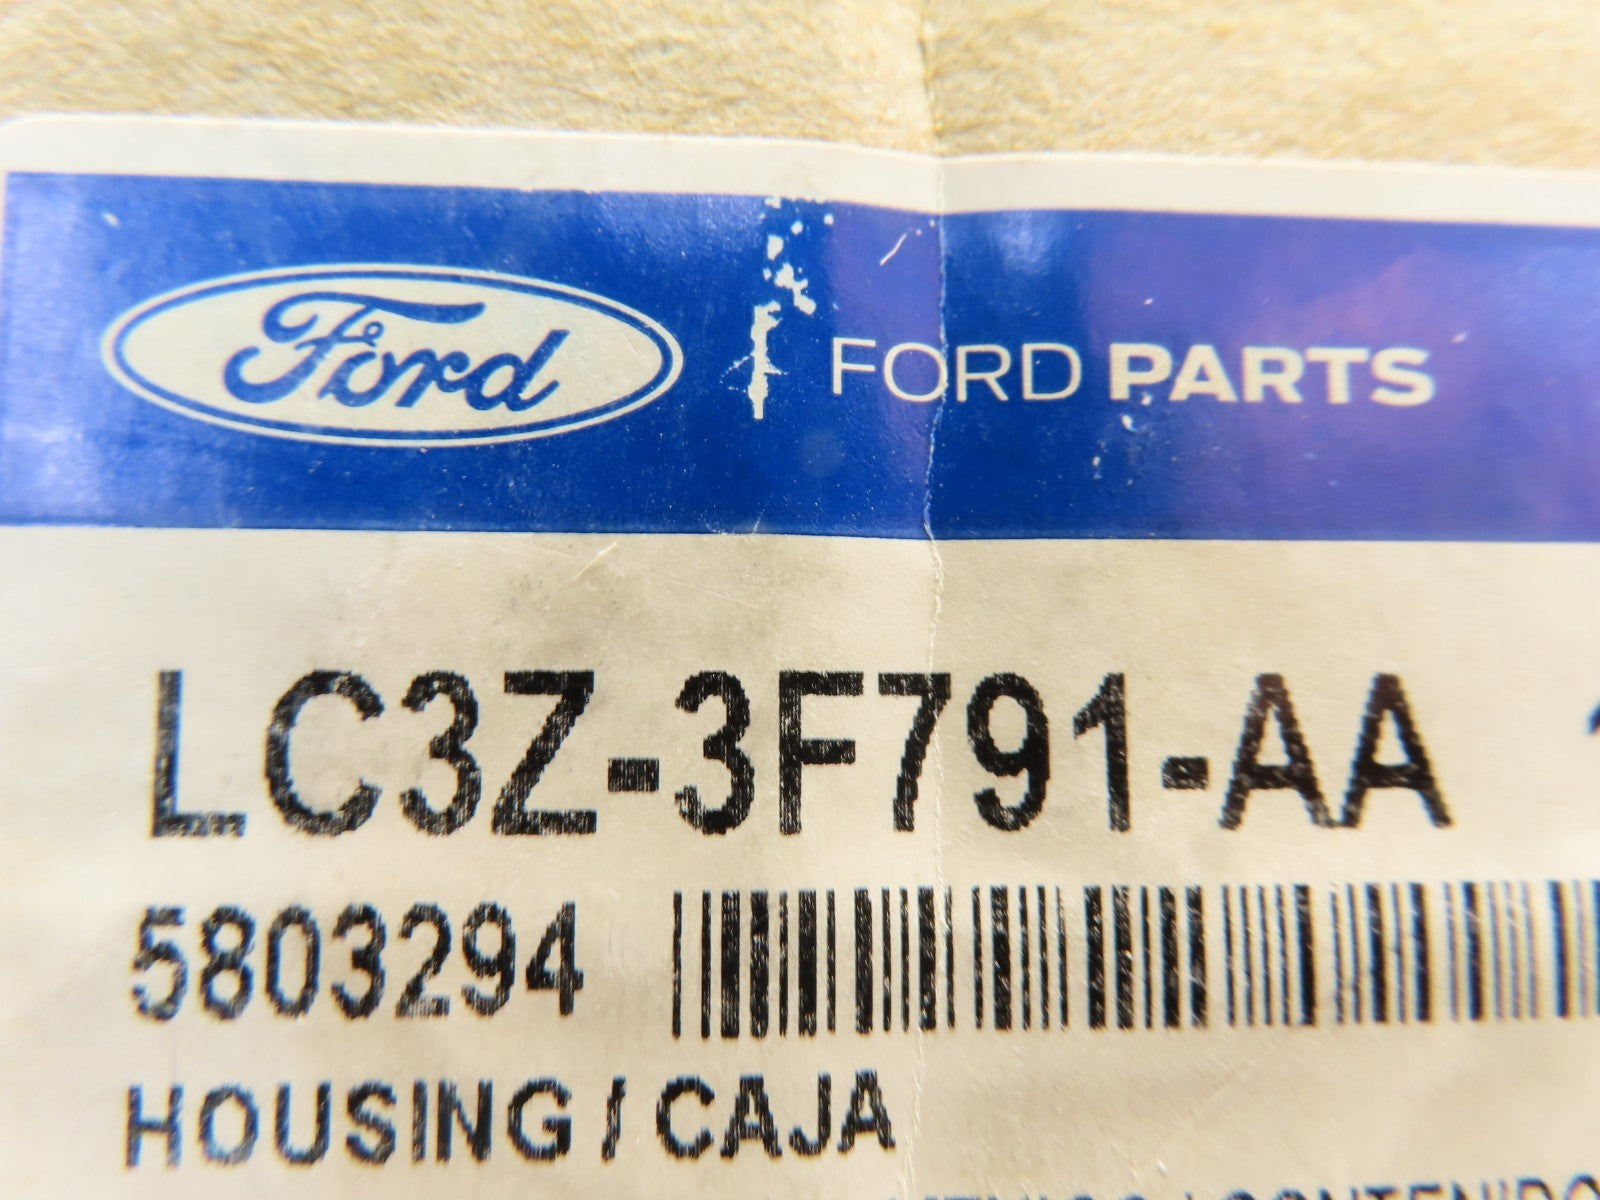 Ford FORD PARTS
LC3Z-3F791-AA
5803294
HOUSING / CAJA